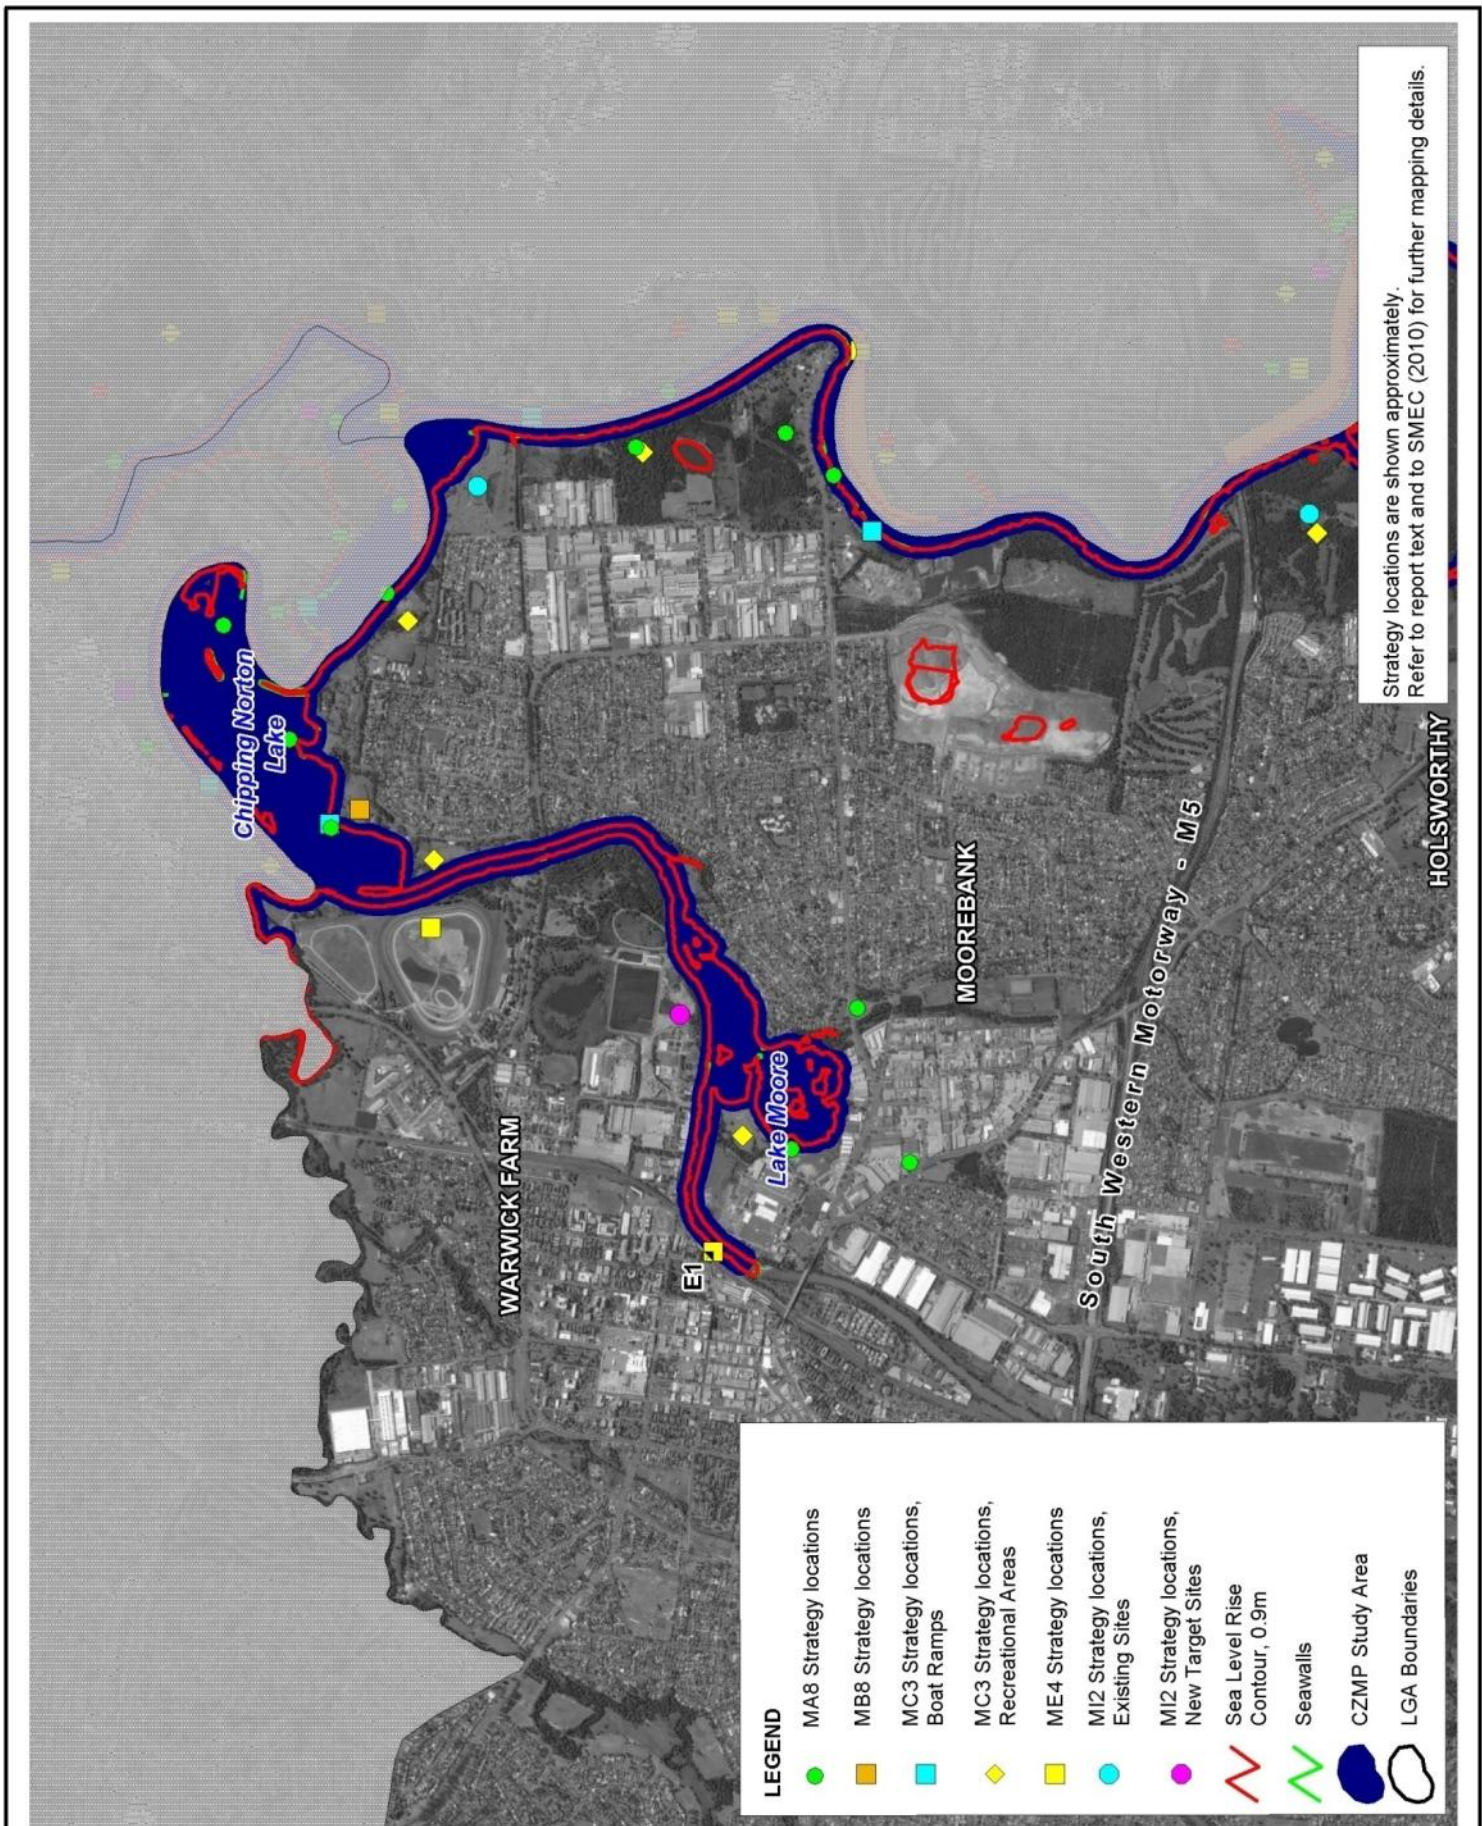 Chipping Norton
Lake
WARWICK FARM
Lake Moore
E1
MOOREBANK
South Western Motorway - M5
HOLSWORTHY
LEGEND
MA8 Strategy locations
MB8 Strategy locations
MC3 Strategy locations,
Boat Ramps
MC3 Strategy locations,
Recreational Areas
ME4 Strategy locations
MI2 Strategy locations,
Existing Sites
MI2 Strategy locations,
New Target Sites
Sea Level Rise
Contour, 0.9m
Seawalls
CZMP Study Area
LGA Boundaries
Strategy locations are shown approximately.
Refer to report text and to SMEC (2010) for further mapping details.